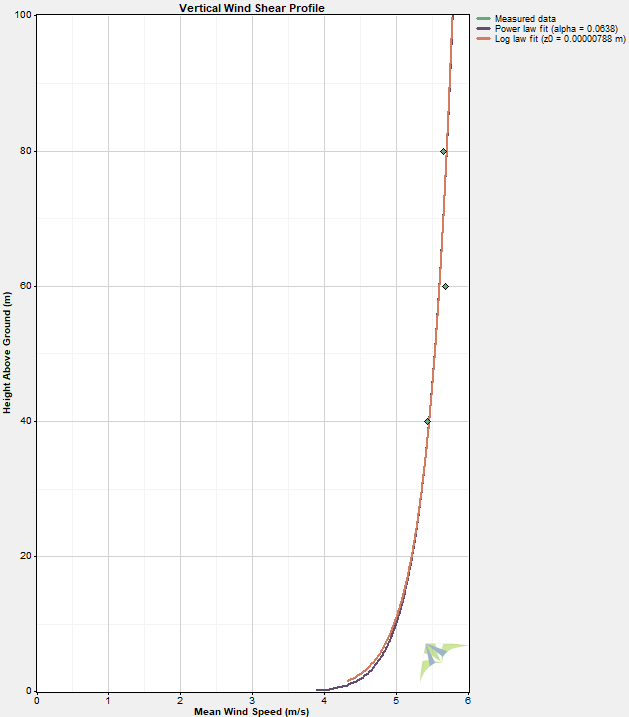 Vertical Wind Shear Profile
Measured data
Power law fit (alpha = 0.0638)
Log law fit (z0 = 0.00000788 m)
100
80
60
40
20
0
Height Above Ground (m)
0 1 2 3 4 5 6
Mean Wind Speed (m/s)